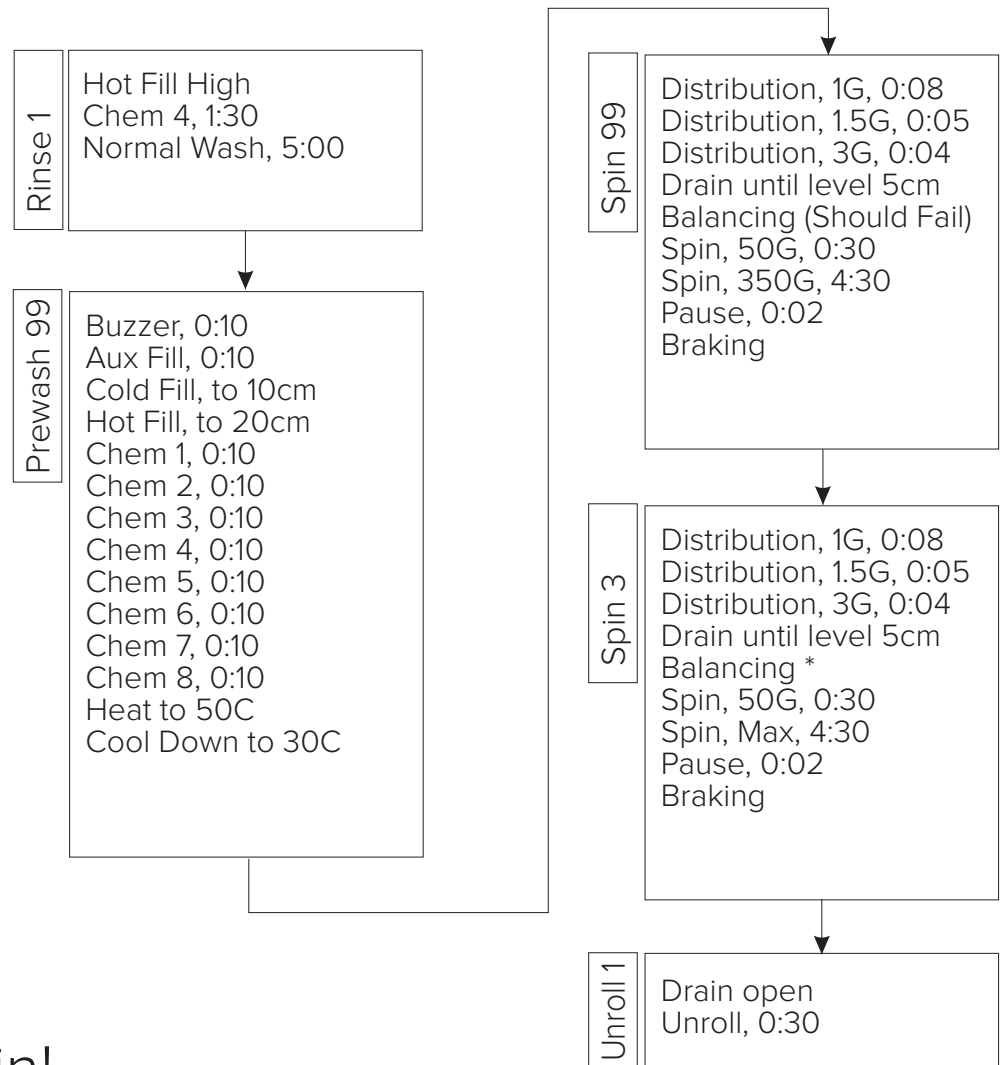 Rinse 1
Hot Fill High
Chem 4, 1:30
Normal Wash, 5:00
Prewash 99
Buzzer, 0:10
Aux Fill, 0:10
Cold Fill, to 10cm
Hot Fill, to 20cm
Chem 1, 0:10
Chem 2, 0:10
Chem 3, 0:10
Chem 4, 0:10
Chem 5, 0:10
Chem 6, 0:10
Chem 7, 0:10
Chem 8, 0:10
Heat to 50C
Cool Down to 30C
Spin 99
Distribution, 1G, 0:08
Distribution, 1.5G, 0:05
Distribution, 3G, 0:04
Drain until level 5cm
Balancing (Should Fail)
Spin, 50G, 0:30
Spin, 350G, 4:30
Pause, 0:02
Braking
Spin 3
Distribution, 1G, 0:08
Distribution, 1.5G, 0:05
Distribution, 3G, 0:04
Drain until level 5cm
Balancing *
Spin, 50G, 0:30
Spin, Max, 4:30
Pause, 0:02
Braking
Unroll 1
Drain open
Unroll, 0:30